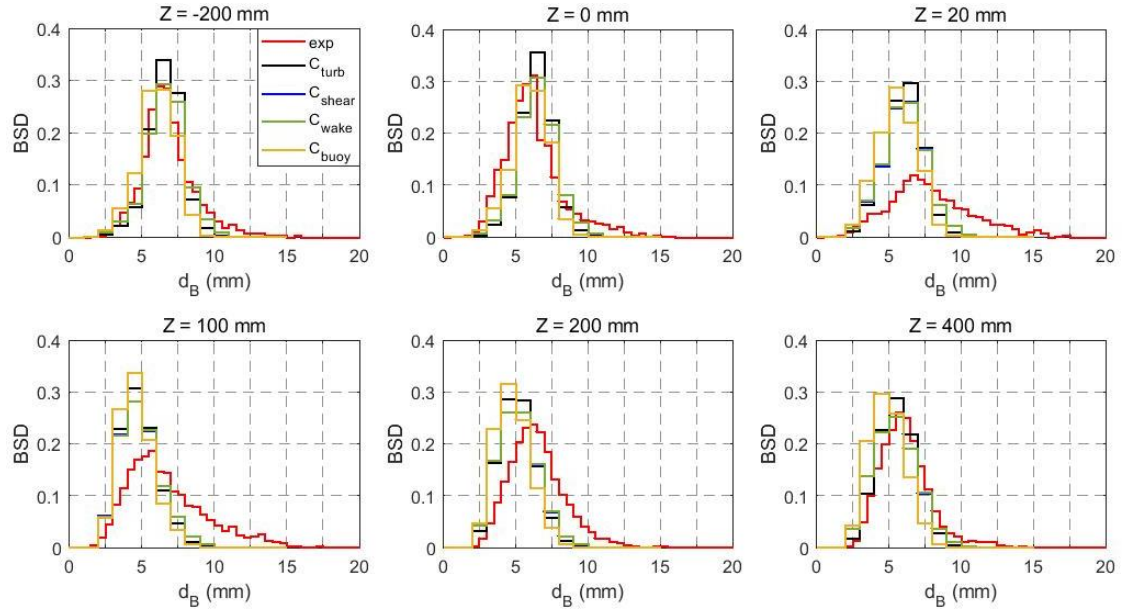 Z = -200 mm
Z = 0 mm
Z = 20 mm
0.4
0.3
0.2
0.1
0
BSD
exp
C_turb
C_shear
C_wake
C_buoy
0 5 10 15 20
d_B (mm)
0.4
0.3
0.2
0.1
0
BSD
0 5 10 15 20
d_B (mm)
0.4
0.3
0.2
0.1
0
BSD
0 5 10 15 20
d_B (mm)
Z = 100 mm
Z = 200 mm
Z = 400 mm
0.4
0.3
0.2
0.1
0
BSD
0 5 10 15 20
d_B (mm)
0.4
0.3
0.2
0.1
0
BSD
0 5 10 15 20
d_B (mm)
0.4
0.3
0.2
0.1
0
BSD
0 5 10 15 20
d_B (mm)